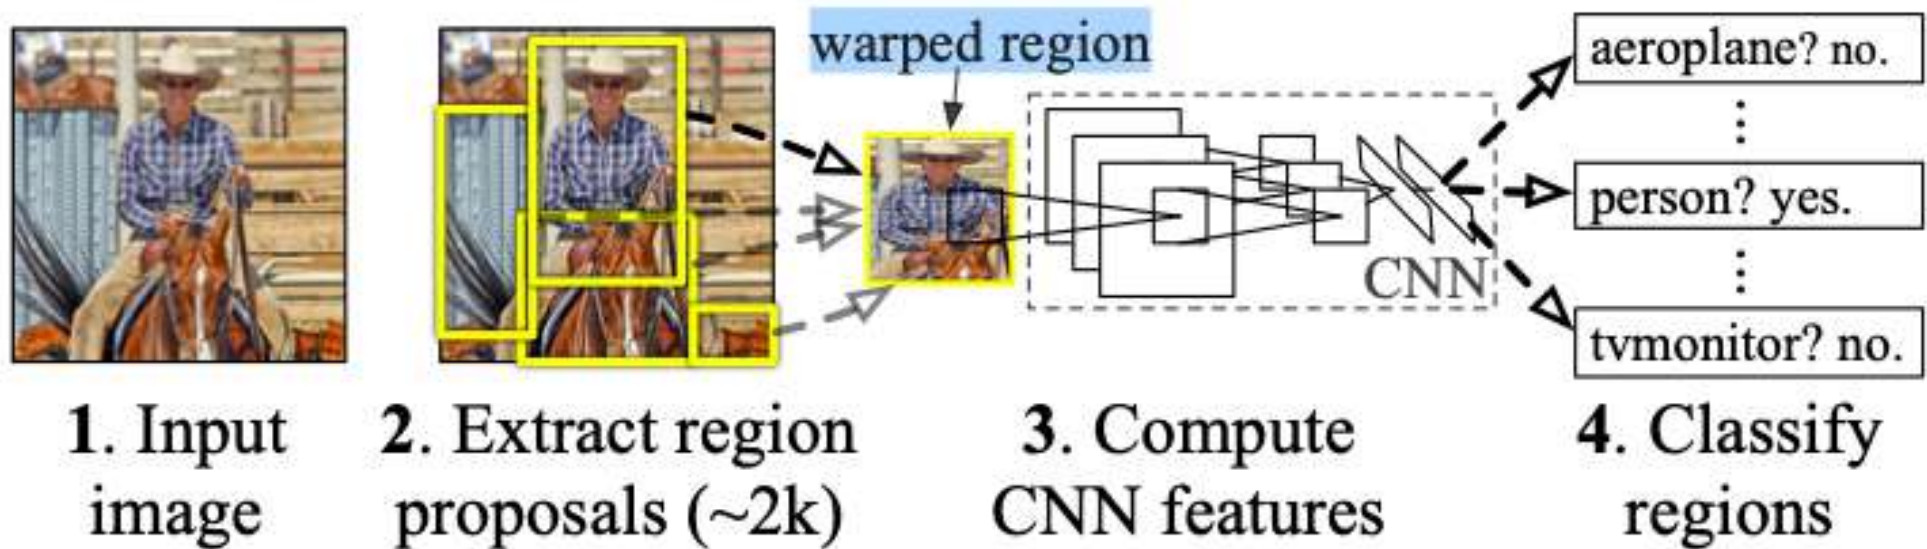 warped region
aeroplane? no.
person? yes.
CNN
tvmonitor? no.
1. Input
image
2. Extract region
proposals (~2k)
3. Compute
CNN features
4. Classify
regions